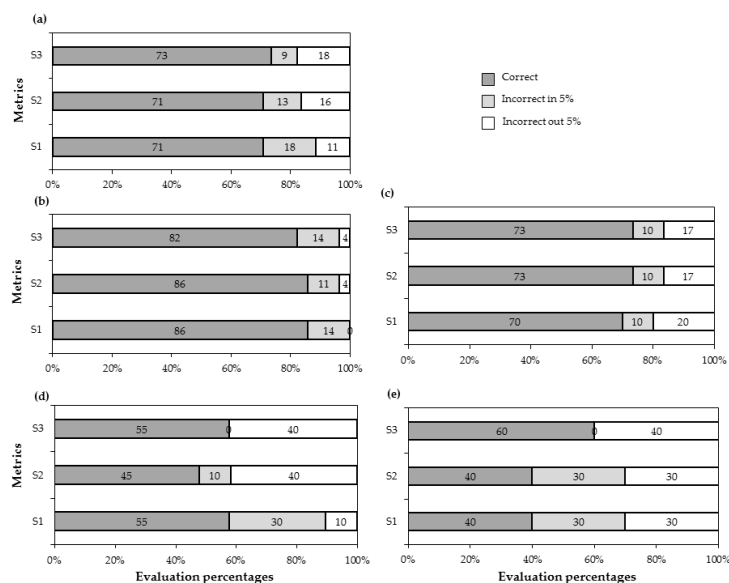 (a)
Metrics
S3
73
9
18
S2
71
13
16
S1
71
18
11
0%
20%
40%
60%
80%
100%
Correct
Incorrect in 5%
Incorrect out 5%
(b)
Metrics
S3
82
14
4
S2
86
11
4
S1
86
14
0
0%
20%
40%
60%
80%
100%
(c)
S3
73
10
17
S2
73
10
17
S1
70
10
20
0%
20%
40%
60%
80%
100%
(d)
Metrics
S3
55
0
40
S2
45
10
40
S1
55
30
10
0%
20%
40%
60%
80%
100%
Evaluation percentages
(e)
S3
60
0
40
S2
40
30
30
S1
40
30
30
0%
20%
40%
60%
80%
100%
Evaluation percentages